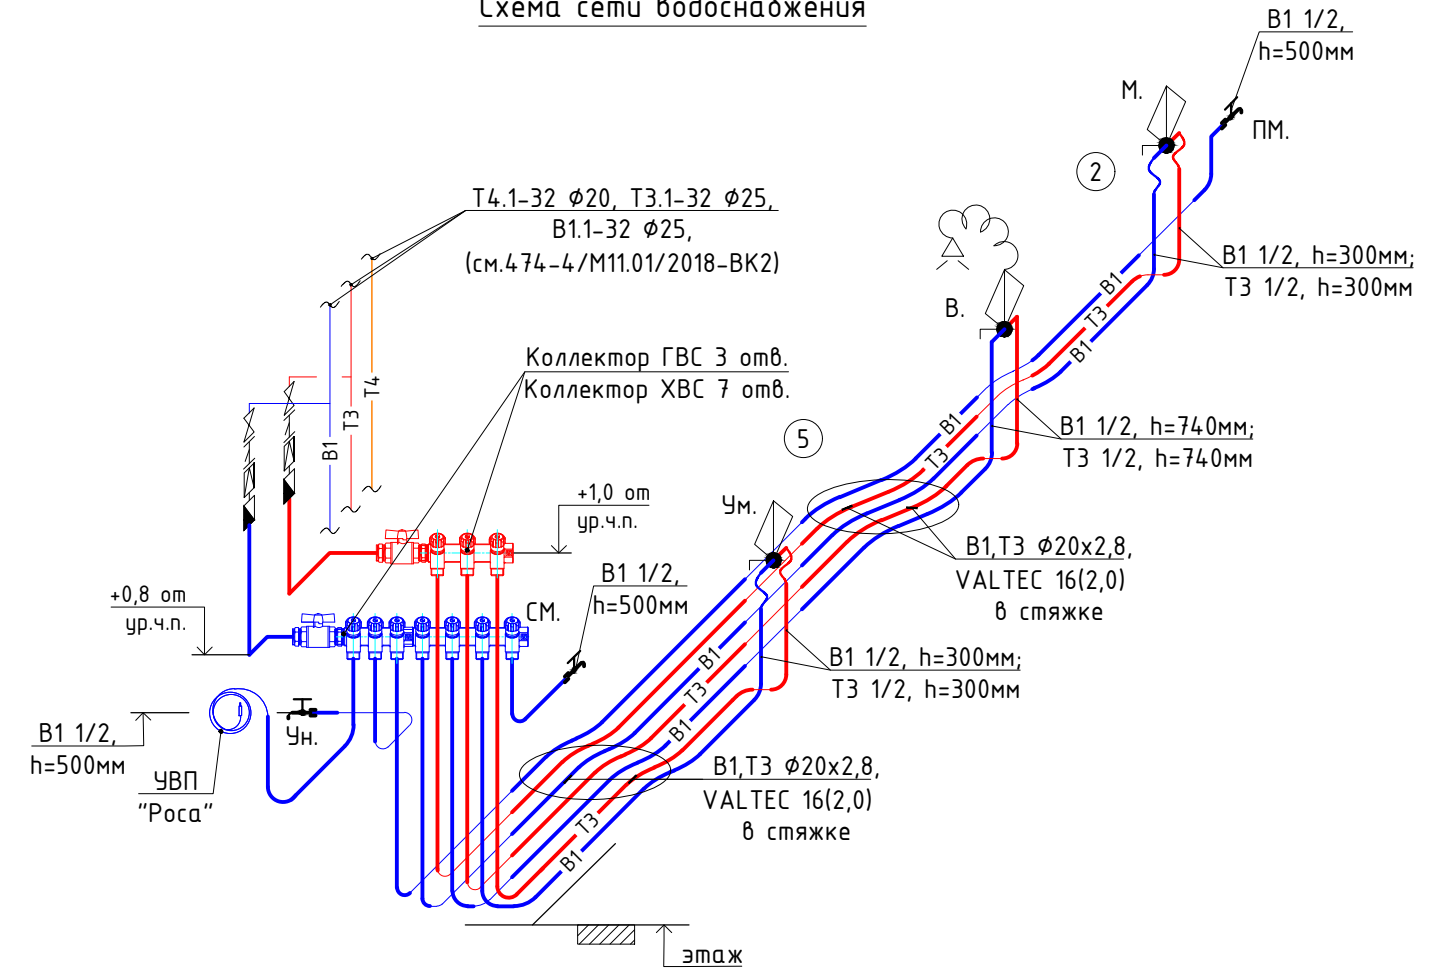 Схема сети водоснабжения
В1 1/2,
h=500мм
М.
ПМ.
2
Т4.1-32 Ф20, Т3.1-32 Ф25,
В1.1-32 Ф25,
(см.474-4/М11.01/2018-ВК2)
В1 1/2, h=300мм;
Т3 1/2, h=300мм
В1
Т3
В1
В.
Коллектор ГВС 3 отв.
Коллектор ХВС 7 отв.
Т4
Т3
В1
5
В1
Т3
В1 1/2, h=740мм;
Т3 1/2, h=740мм
+1,0 от
ур.ч.п.
Ум.
В1,Т3 Ф20х2,8,
VALTEC 16(2,0)
в стяжке
В1 1/2,
h=500мм
+0,8 от
ур.ч.п.
СМ.
В1
Т3
В1
В1 1/2, h=300мм;
Т3 1/2, h=300мм
Ун.
В1 1/2,
h=500мм
УВП
"Роса"
В1,Т3 Ф20х2,8,
VALTEC 16(2,0)
в стяжке
Т3
В1
этаж